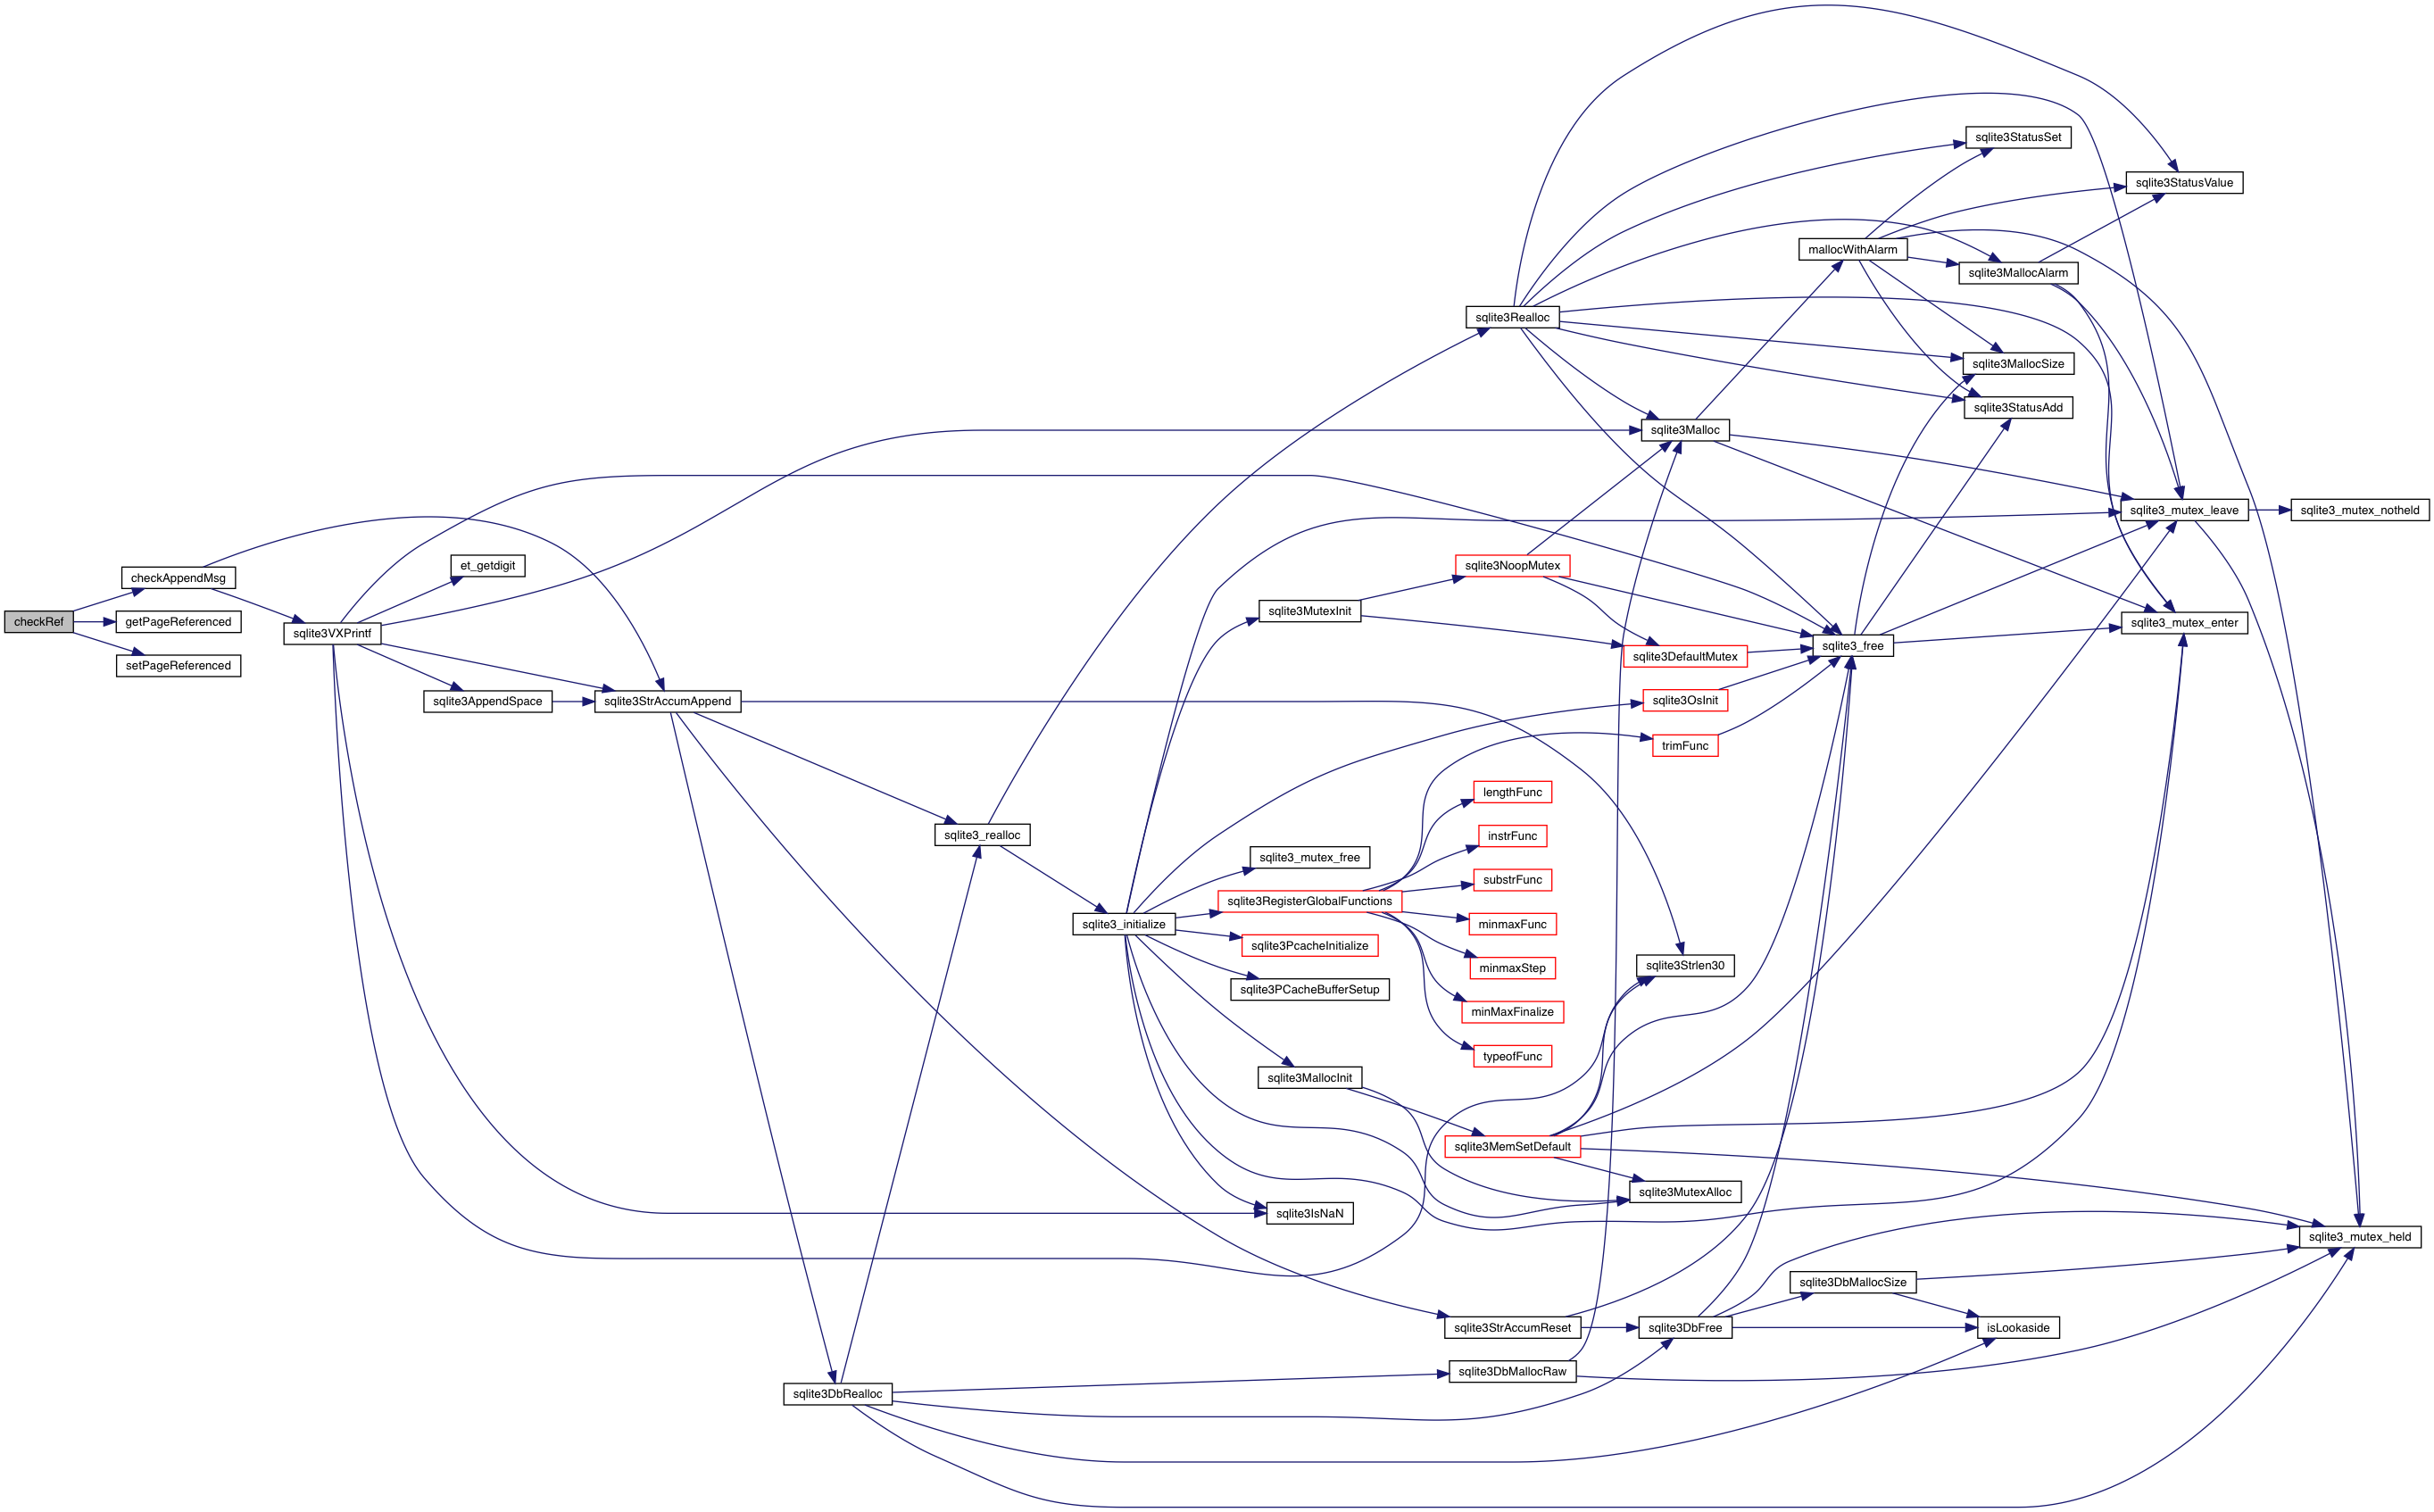 checkRef
checkAppendMsg
getPageReferenced
setPageReferenced
sqlite3VXPrintf
et_getdigit
sqlite3AppendSpace
sqlite3StrAccumAppend
sqlite3DbRealloc
sqlite3_realloc
sqlite3_initialize
sqlite3MutexInit
sqlite3_mutex_free
sqlite3RegisterGlobalFunctions
sqlite3PcacheInitialize
sqlite3PCacheBufferSetup
sqlite3MallocInit
sqlite3IsNaN
sqlite3Realloc
sqlite3NoopMutex
lengthFunc
instrFunc
substrFunc
minmaxFunc
minmaxStep
minMaxFinalize
typeofFunc
sqlite3MemSetDefault
sqlite3StrAccumReset
sqlite3DbMallocRaw
sqlite3Malloc
sqlite3DefaultMutex
sqlite3OsInit
trimFunc
sqlite3Strlen30
sqlite3MutexAlloc
sqlite3DbFree
mallocWithAlarm
sqlite3_free
sqlite3DbMallocSize
sqlite3StatusSet
sqlite3MallocAlarm
sqlite3MallocSize
sqlite3StatusAdd
isLookaside
sqlite3StatusValue
sqlite3_mutex_leave
sqlite3_mutex_enter
sqlite3_mutex_notheld
sqlite3_mutex_held